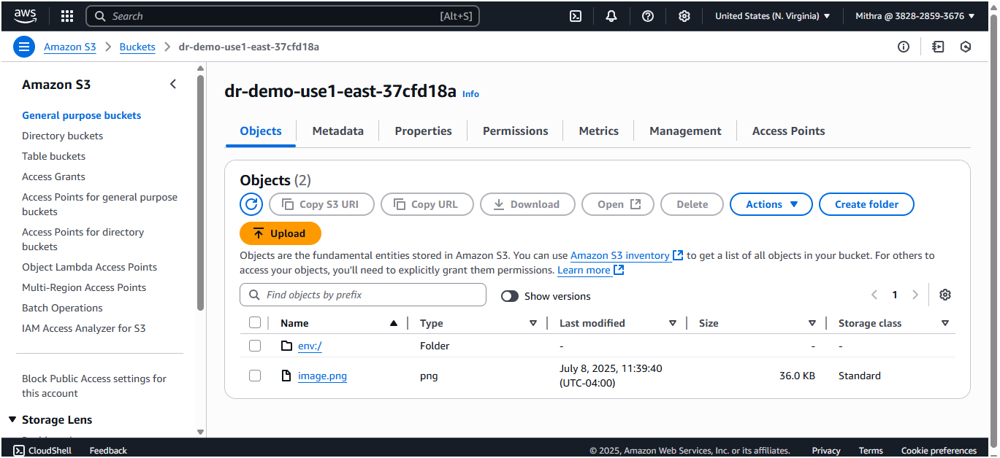 aws
Search [Alt+S]
United States (N. Virginia)
Mithra @ 3828-2859-3676
Amazon S3 > Buckets > dr-demo-use1-east-37cfd18a
Amazon S3
General purpose buckets
Directory buckets
Table buckets
Access Grants
Access Points for general purpose
buckets
Access Points for directory
buckets
Object Lambda Access Points
Multi-Region Access Points
Batch Operations
IAM Access Analyzer for S3
Block Public Access settings for
this account
Storage Lens
dr-demo-use1-east-37cfd18a Info
Objects Metadata Properties Permissions Metrics Management Access Points
Objects (2)
Copy S3 URI Copy URL Download Open Delete Actions Create folder
Upload
Objects are the fundamental entities stored in Amazon S3. You can use Amazon S3 inventory to get a list of all objects in your bucket. For others to
access your objects, you'll need to explicitly grant them permissions. Learn more
Find objects by prefix Show versions 1
Name Type Last modified Size Storage class
env:/ Folder - - -
image.png png July 8, 2025, 11:39:40 (UTC-04:00) 36.0 KB Standard
CloudShell Feedback © 2025, Amazon Web Services, Inc. or its affiliates. Privacy Terms Cookie preferences